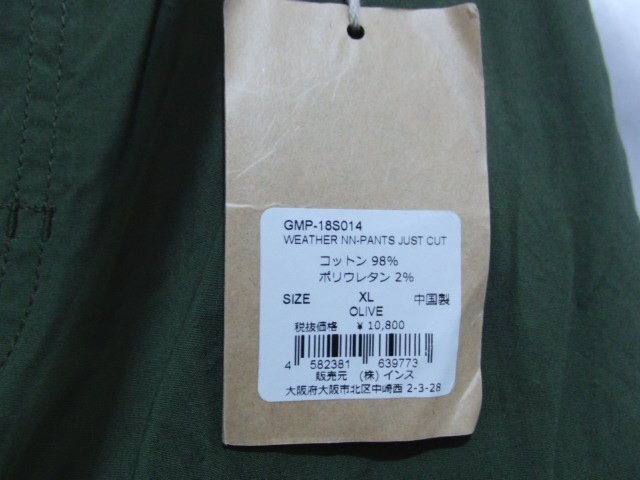 GMP-18S014
WEATHER NN-PANTS JUST CUT
コットン 98%
ポリウレタン 2%
SIZE XL 中国製
OLIVE
税抜価格 ¥ 10,800
4 582381 639773
販売元 (株) インス
大阪府大阪市北区中崎西 2-3-28